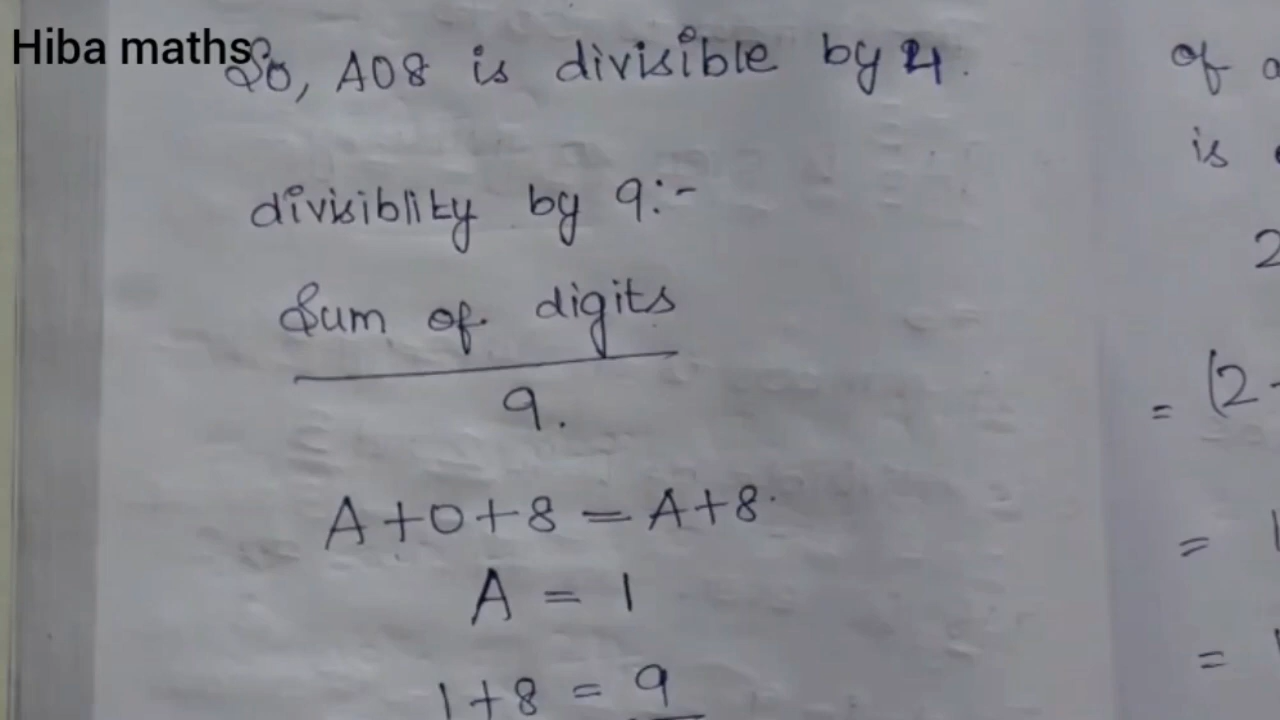 Hiba maths
So, A08 is divisible by 4.
divisiblity by 9:-
Sum of digits
9.
A+0+8 = A+8.
A = 1
1+8 = 9
of
is
2
= (2
=
=